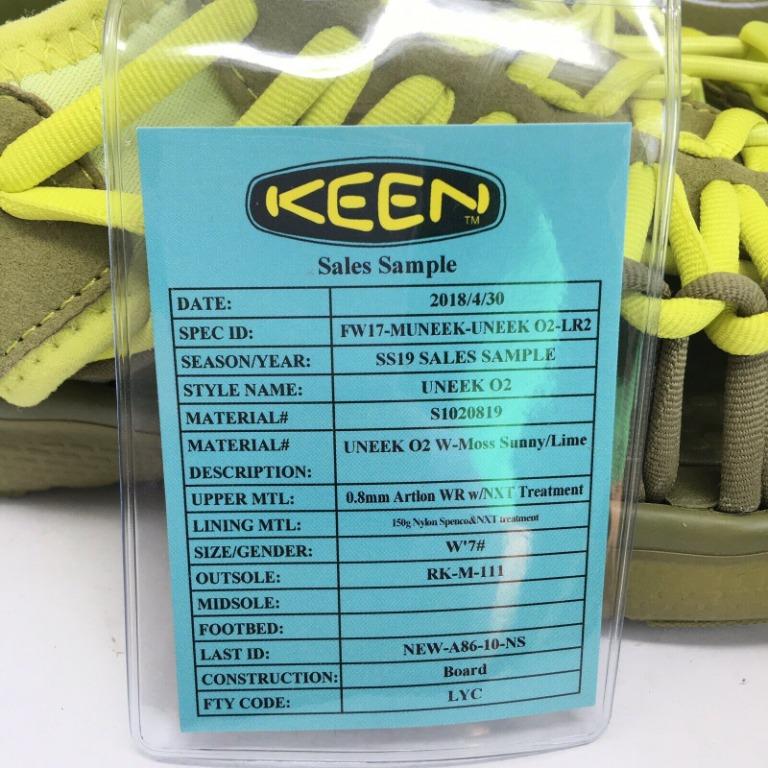 KEEN
TM
Sales Sample
DATE: 2018/4/30
SPEC ID: FW17-MUNEEK-UNEEK O2-LR2
SEASON/YEAR: SS19 SALES SAMPLE
STYLE NAME: UNEEK O2
MATERIAL# S1020819
MATERIAL# DESCRIPTION: UNEEK O2 W-Moss Sunny/Lime
UPPER MTL: 0.8mm Artlon WR w/NXT Treatment
LINING MTL: 150g Nylon Spenco&NXT treatment
SIZE/GENDER: W'7#
OUTSOLE: RK-M-111
MIDSOLE:
FOOTBED:
LAST ID: NEW-A86-10-NS
CONSTRUCTION: Board
FTY CODE: LYC